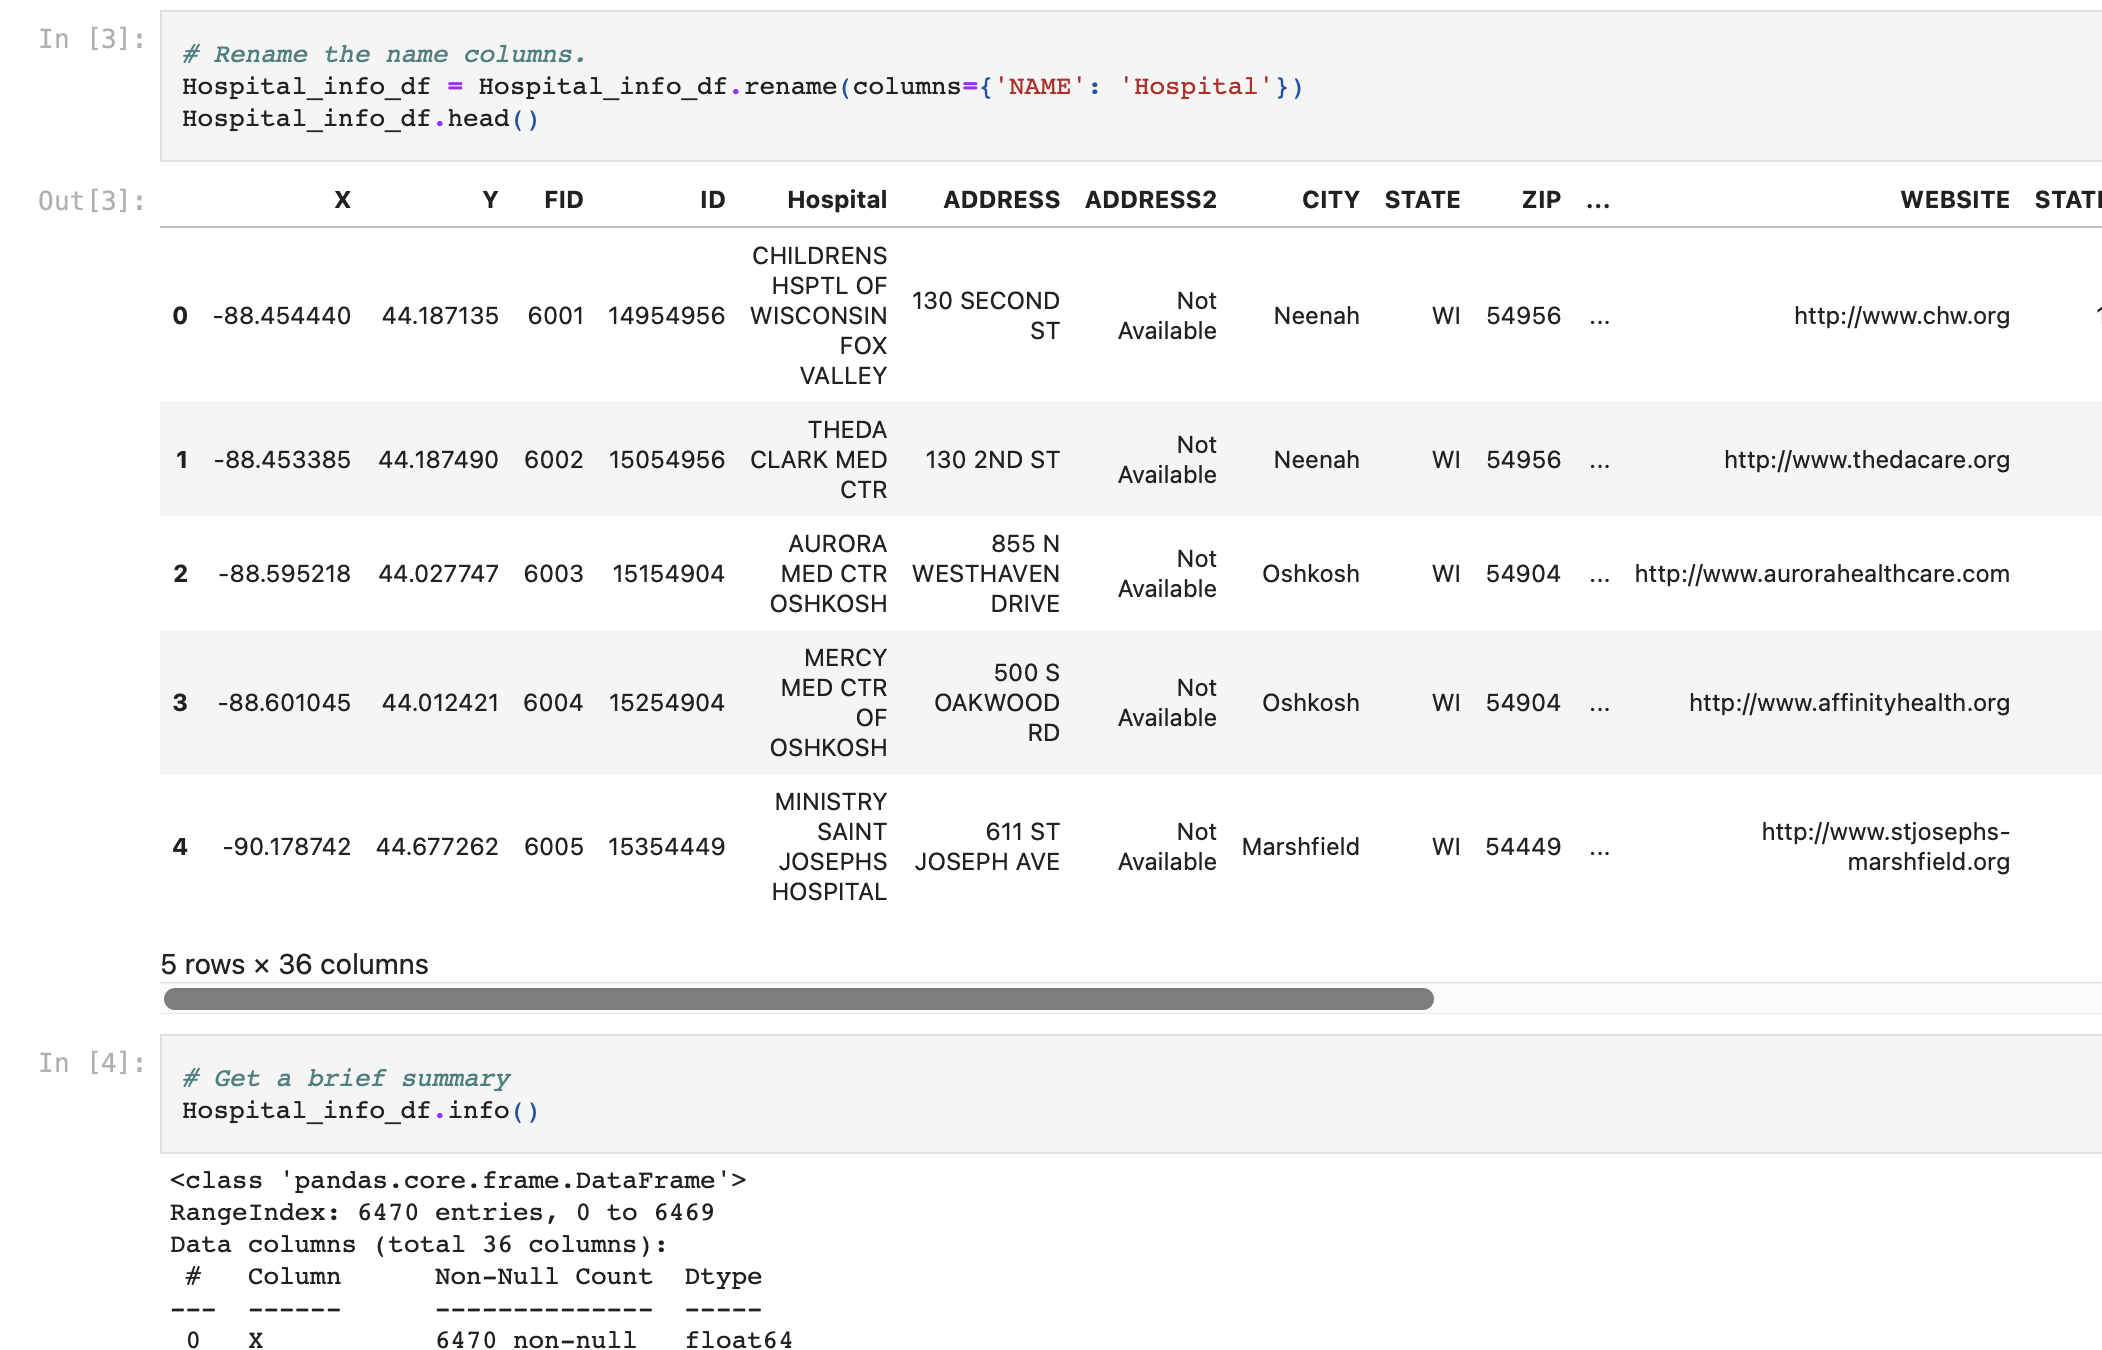 In [3]:
# Rename the name columns.
Hospital_info_df = Hospital_info_df.rename(columns={'NAME': 'Hospital'})
Hospital_info_df.head()
Out[3]:
X Y FID ID Hospital ADDRESS ADDRESS2 CITY STATE ZIP ... WEBSITE
0 -88.454440 44.187135 6001 14954956 CHILDRENS HSPTL OF WISCONSIN FOX VALLEY 130 SECOND ST Not Available Neenah WI 54956 ... http://www.chw.org
1 -88.453385 44.187490 6002 15054956 THEDA CLARK MED CTR 130 2ND ST Not Available Neenah WI 54956 ... http://www.thedacare.org
2 -88.595218 44.027747 6003 15154904 AURORA MED CTR OSHKOSH 855 N WESTHAVEN DRIVE Not Available Oshkosh WI 54904 ... http://www.aurorahealthcare.com
3 -88.601045 44.012421 6004 15254904 MERCY MED CTR OF OSHKOSH 500 S OAKWOOD RD Not Available Oshkosh WI 54904 ... http://www.affinityhealth.org
4 -90.178742 44.677262 6005 15354449 MINISTRY SAINT JOSEPHS HOSPITAL 611 ST JOSEPH AVE Not Available Marshfield WI 54449 ... http://www.stjosephs-marshfield.org
5 rows × 36 columns
In [4]:
# Get a brief summary
Hospital_info_df.info()
<class 'pandas.core.frame.DataFrame'>
RangeIndex: 6470 entries, 0 to 6469
Data columns (total 36 columns):
# Column Non-Null Count Dtype
--- ------ -------------- -----
0 X 6470 non-null float64